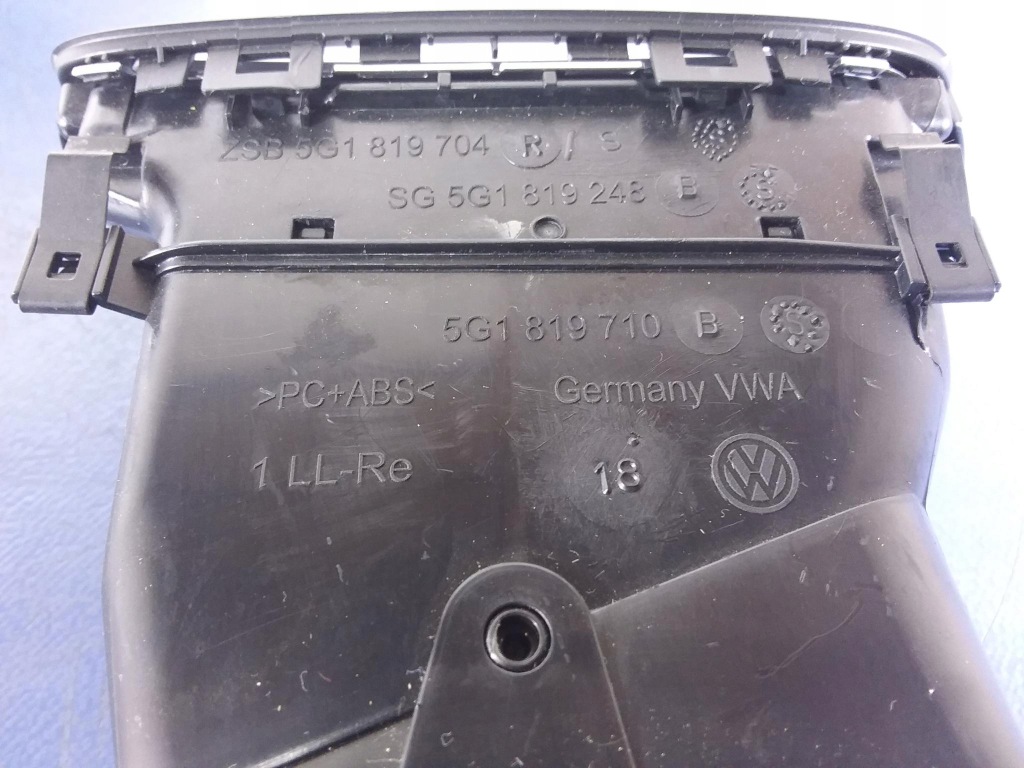 ZSB 5G1 819 704 R / S
SG 5G1 819 248 B S
5G1 819 710 B S
>PC+ABS< Germany VWA
1 LL-Re 18 VW